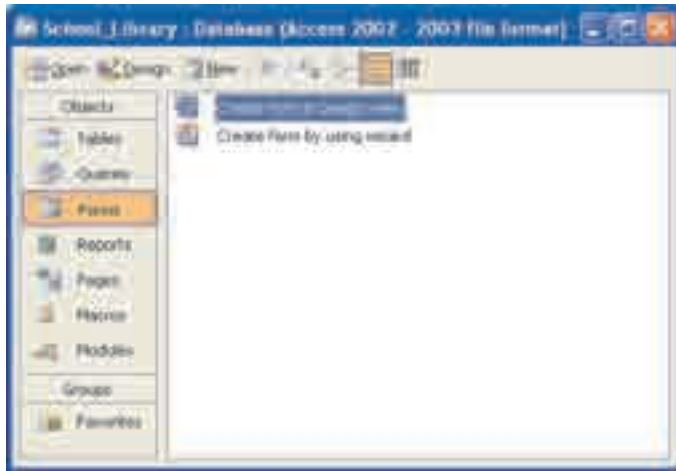 School_Library : Database (Access 2002 - 2003 file format)
Open Design New
Objects
Tables
Queries
Forms
Reports
Pages
Macros
Modules
Groups
Favorites
Create form in Design view
Create form by using wizard